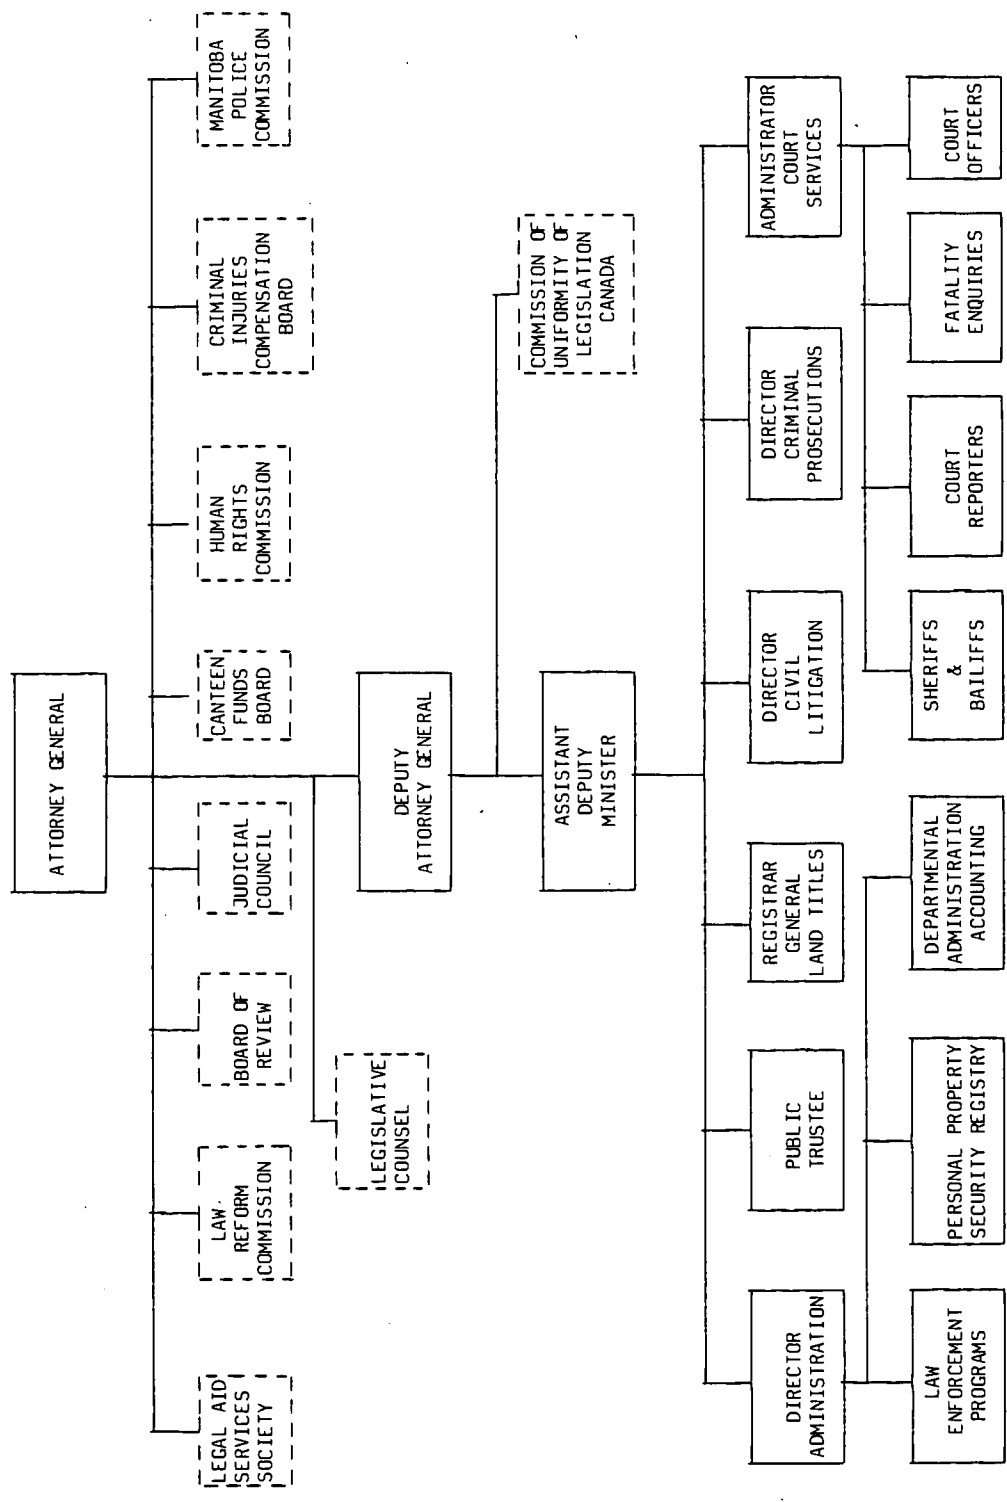 ATTORNEY GENERAL
LEGAL AID
SERVICES
SOCIETY
LAW
REFORM
COMMISSION
BOARD OF
REVIEW
JUDICIAL
COUNCIL
CANTEEN
FUNDS
BOARD
HUMAN
RIGHTS
COMMISSION
CRIMINAL
INJURIES
COMPENSATION
BOARD
MANITOBA
POLICE
COMMISSION
LEGISLATIVE
COUNSEL
DEPUTY
ATTORNEY GENERAL
COMMISSION OF
UNIFORMITY OF
LEGISLATION
CANADA
ASSISTANT
DEPUTY
MINISTER
DIRECTOR
ADMINISTRATION
PUBLIC
TRUSTEE
REGISTRAR
GENERAL
LAND TITLES
DIRECTOR
CIVIL
LITIGATION
DIRECTOR
CRIMINAL
PROSECUTIONS
ADMINISTRATOR
COURT
SERVICES
LAW
ENFORCEMENT
PROGRAMS
PERSONAL PROPERTY
SECURITY REGISTRY
DEPARTMENTAL
ADMINISTRATION
ACCOUNTING
SHERIFFS
&
BAILIFFS
COURT
REPORTERS
FATALITY
ENQUIRIES
COURT
OFFICERS